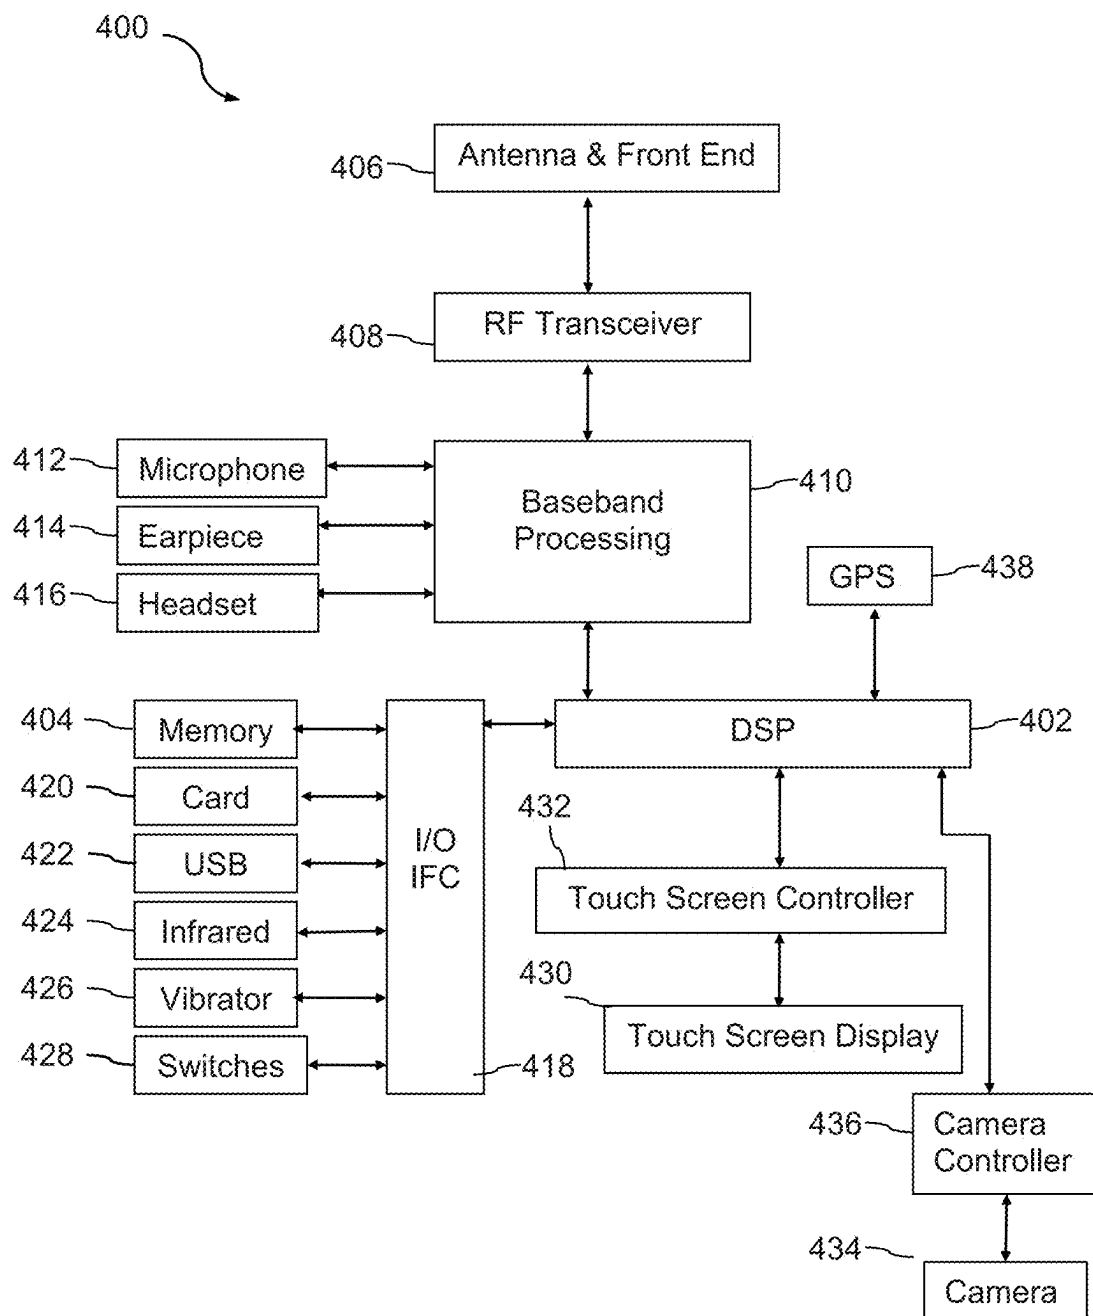 400
406
Antenna & Front End
408
RF Transceiver
412
Microphone
414
Earpiece
416
Headset
Baseband
Processing
410
GPS
438
404
Memory
420
Card
422
USB
424
Infrared
426
Vibrator
428
Switches
I/O
IFC
418
DSP
402
432
Touch Screen Controller
430
Touch Screen Display
436
Camera
Controller
434
Camera